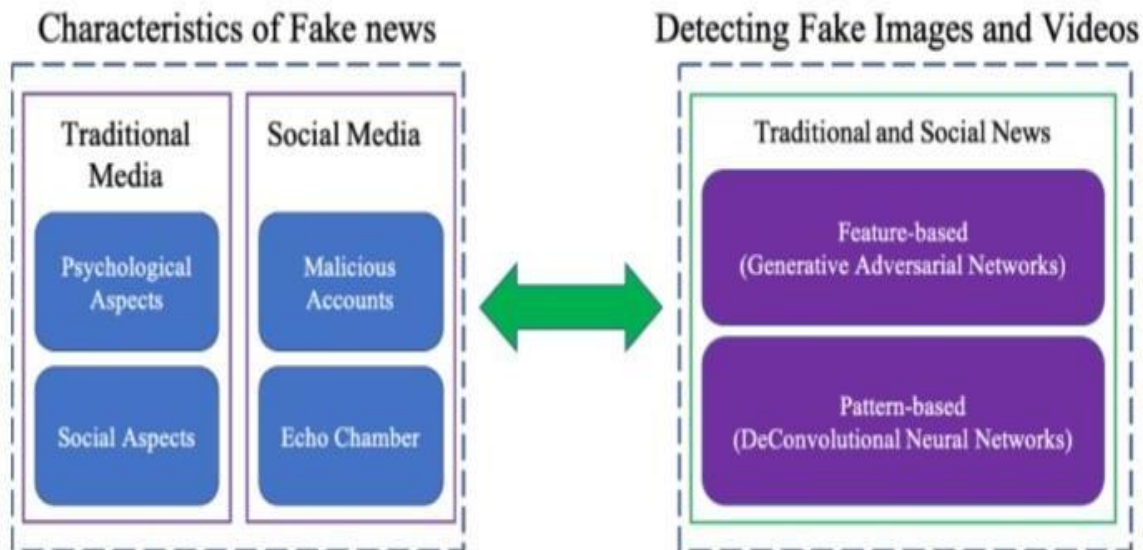 Characteristics of Fake news
Detecting Fake Images and Videos
Traditional
Media
Social Media
Psychological
Aspects
Malicious
Accounts
Social Aspects
Echo Chamber
Traditional and Social News
Feature-based
(Generative Adversarial Networks)
Pattern-based
(DeConvolutional Neural Networks)